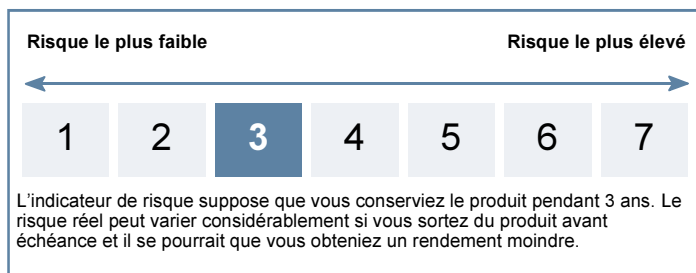 Risque le plus faible Risque le plus élevé
1 2 3 4 5 6 7
L'indicateur de risque suppose que vous conserviez le produit pendant 3 ans. Le
risque réel peut varier considérablement si vous sortez du produit avant
échéance et il se pourrait que vous obteniez un rendement moindre.